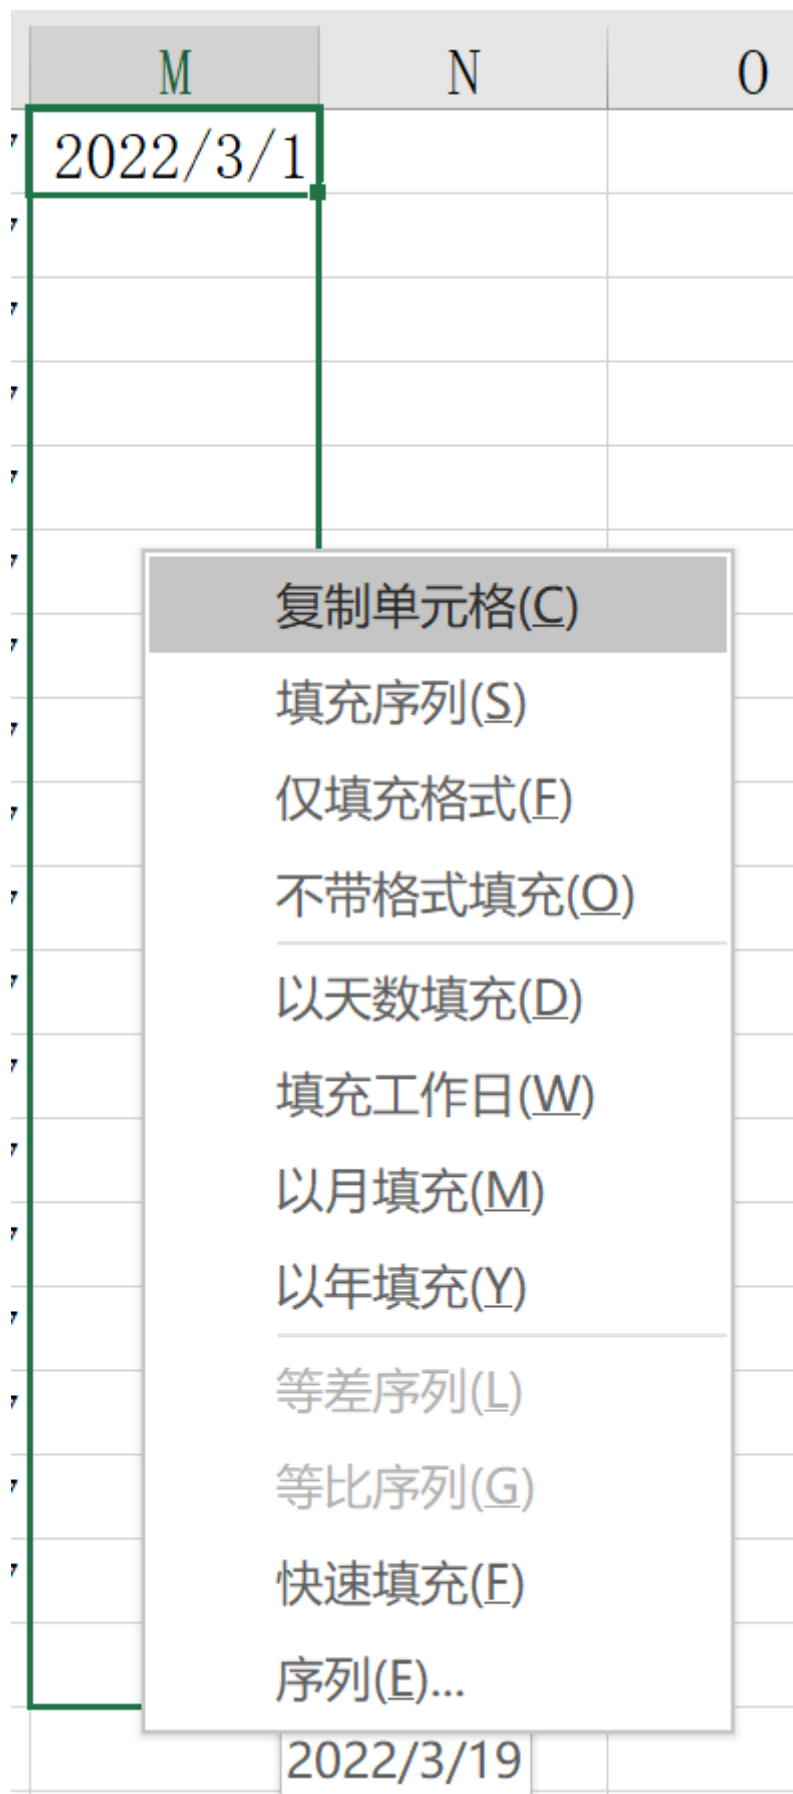 M N O
2022/3/1
复制单元格(C)
填充序列(S)
仅填充格式(F)
不带格式填充(O)
以天数填充(D)
填充工作日(W)
以月填充(M)
以年填充(Y)
等差序列(L)
等比序列(G)
快速填充(F)
序列(E)...
2022/3/19